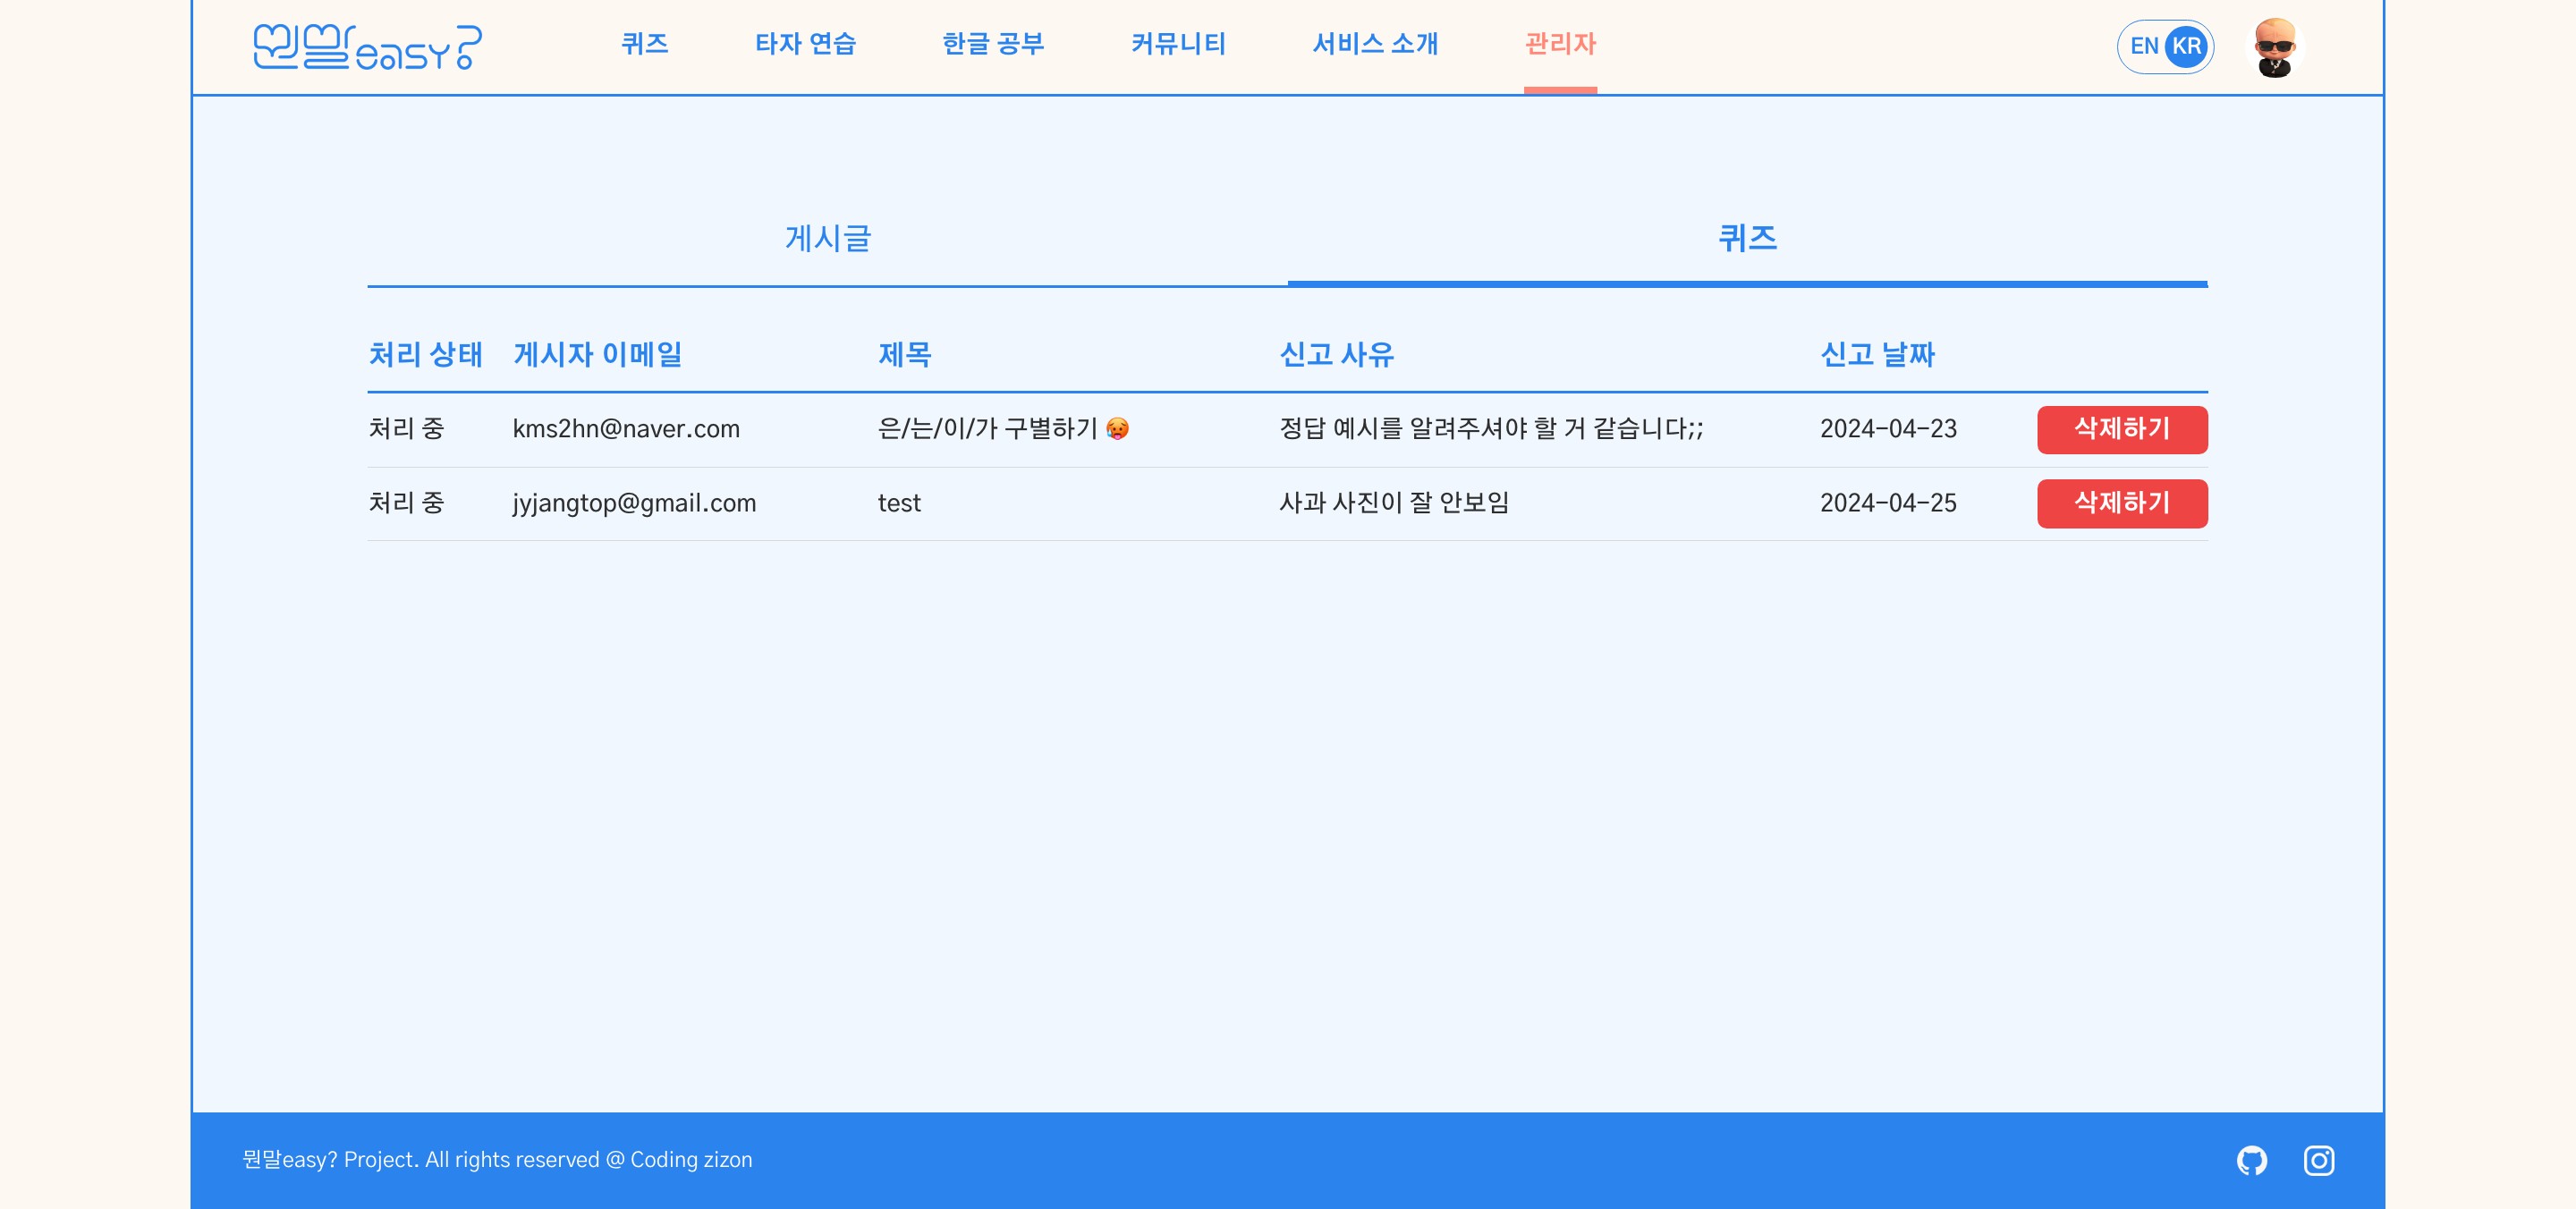 뭔말easy?
퀴즈 타자 연습 한글 공부 커뮤니티 서비스 소개 관리자 EN KR
게시글 퀴즈
처리 상태 게시자 이메일 제목 신고 사유 신고 날짜
처리 중 kms2hn@naver.com 은/는/이/가 구별하기 🥵 정답 예시를 알려주셔야 할 거 같습니다;; 2024-04-23 삭제하기
처리 중 jyjangtop@gmail.com test 사과 사진이 잘 안보임 2024-04-25 삭제하기
뭔말easy? Project. All rights reserved @ Coding zizon